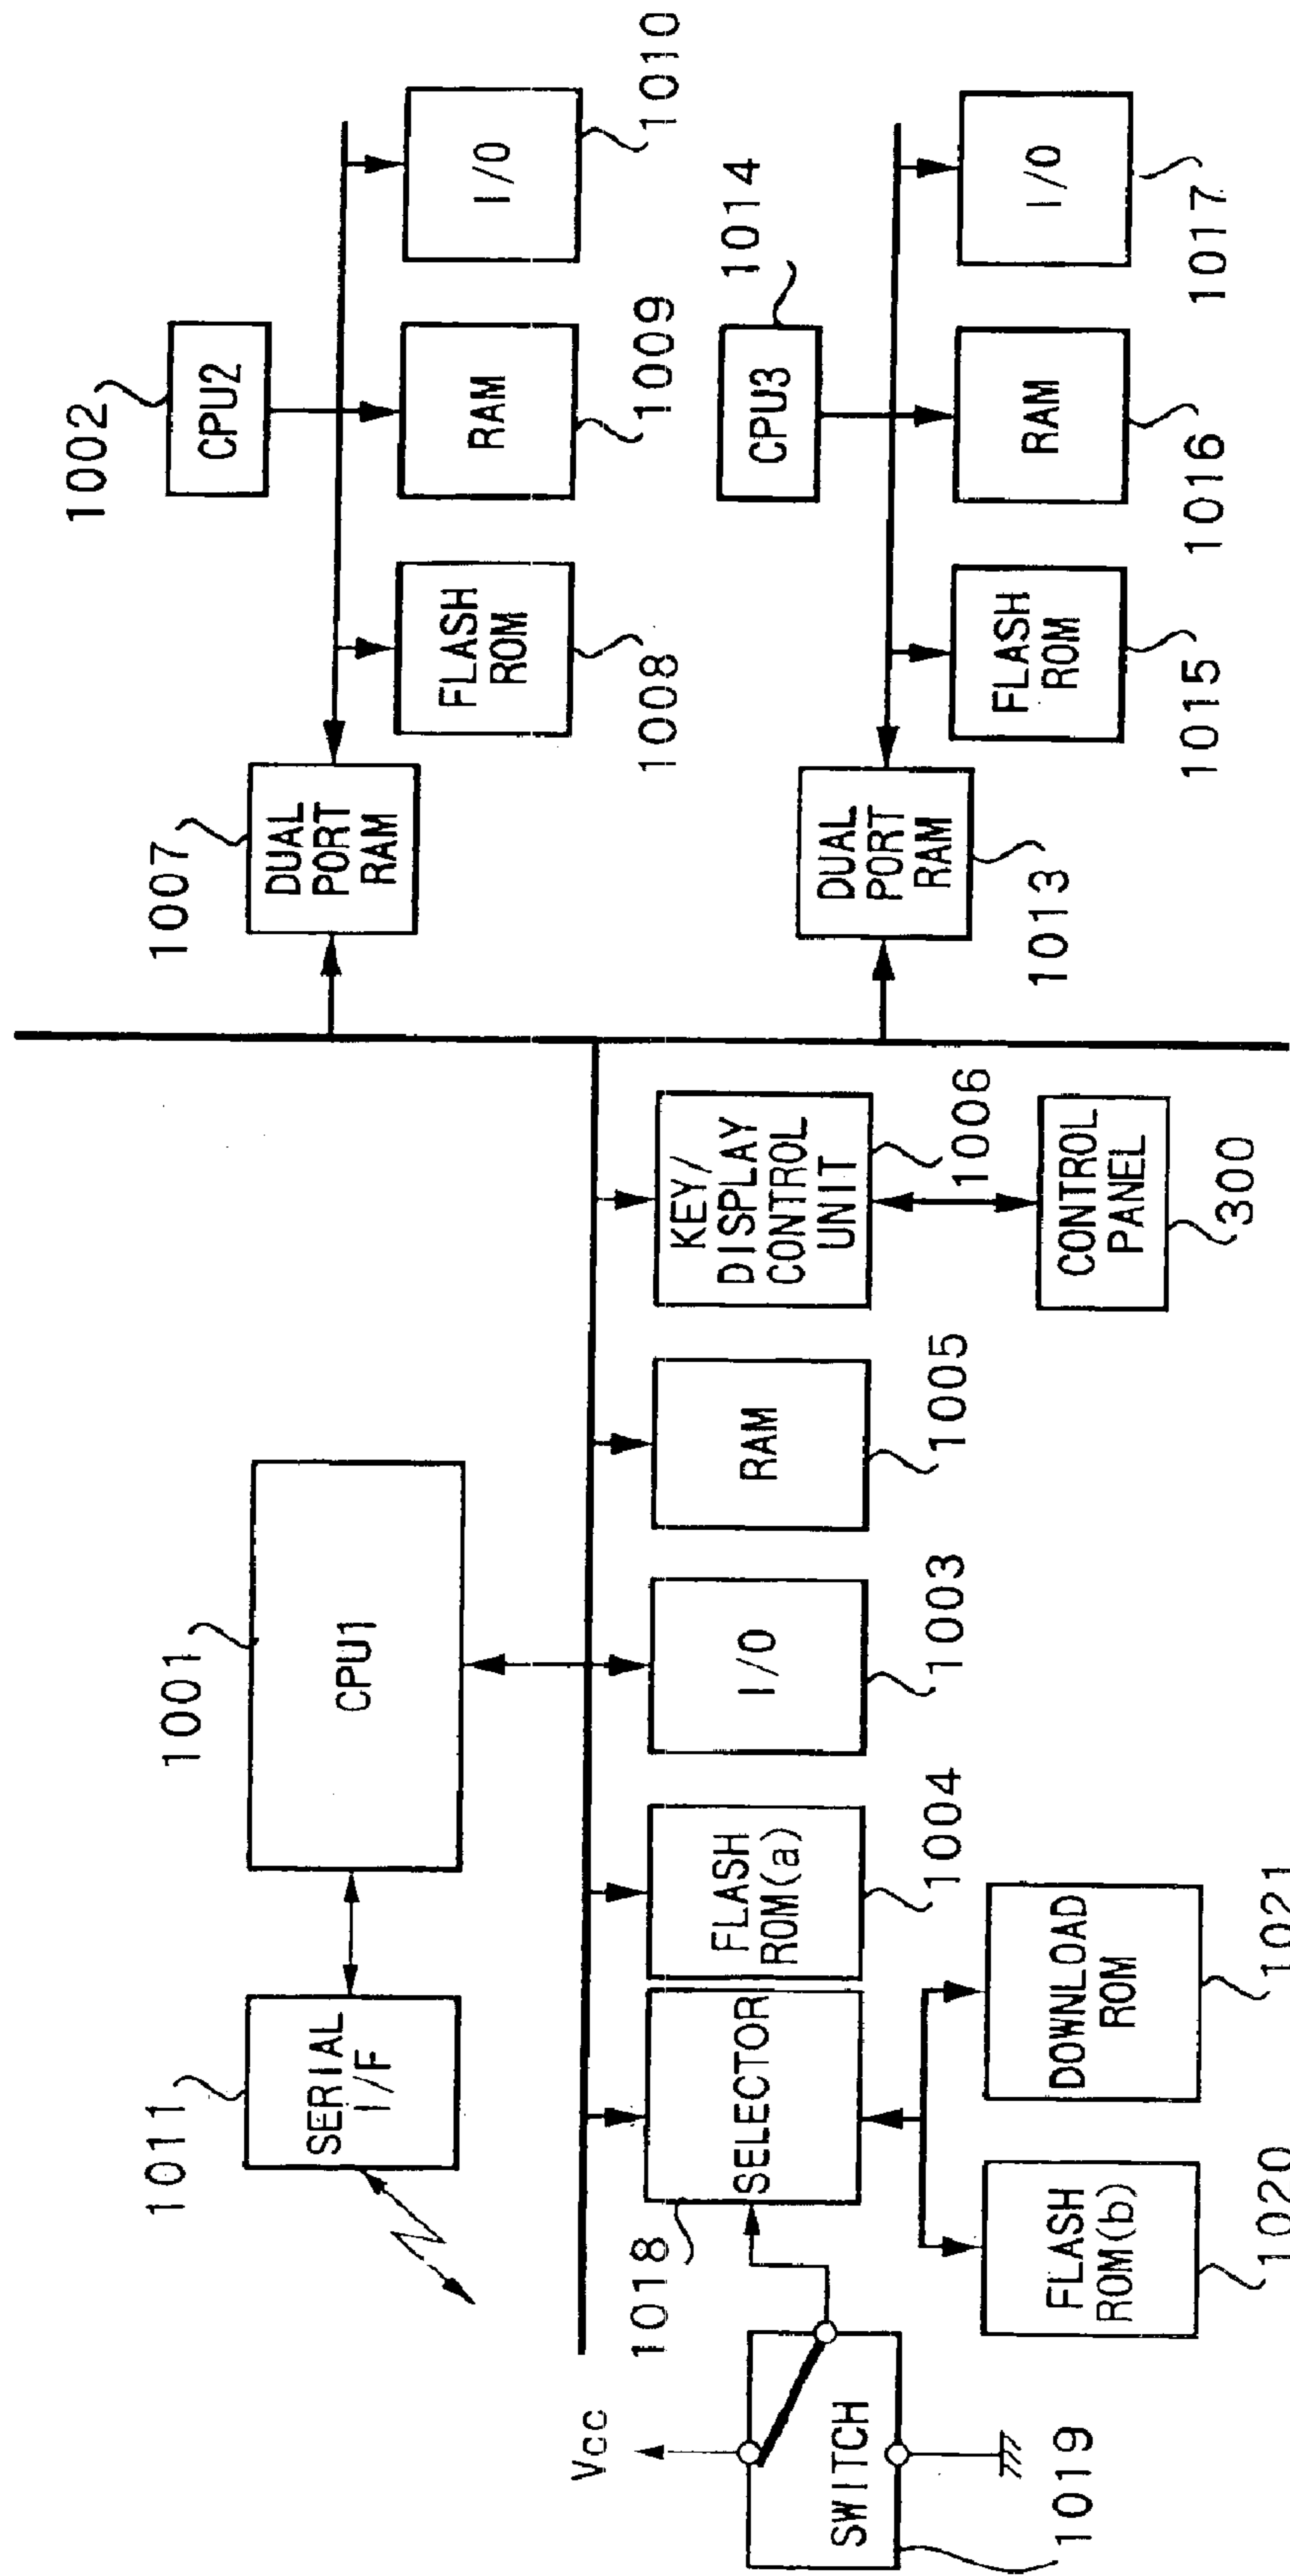 1011
SERIAL
I/F
1001
CPU1
1007
DUAL
PORT
RAM
1002
CPU2
FLASH
ROM
1008
RAM
1009
I/O
1010
Vcc
SWITCH
1019
1018
SELECTOR
FLASH
ROM(a)
1004
I/O
1003
RAM
1005
KEY/
DISPLAY
CONTROL
UNIT
1006
CONTROL
PANEL
300
FLASH
ROM(b)
1020
DOWNLOAD
ROM
1021
DUAL
PORT
RAM
1013
1014
CPU3
FLASH
ROM
1015
RAM
1016
I/O
1017